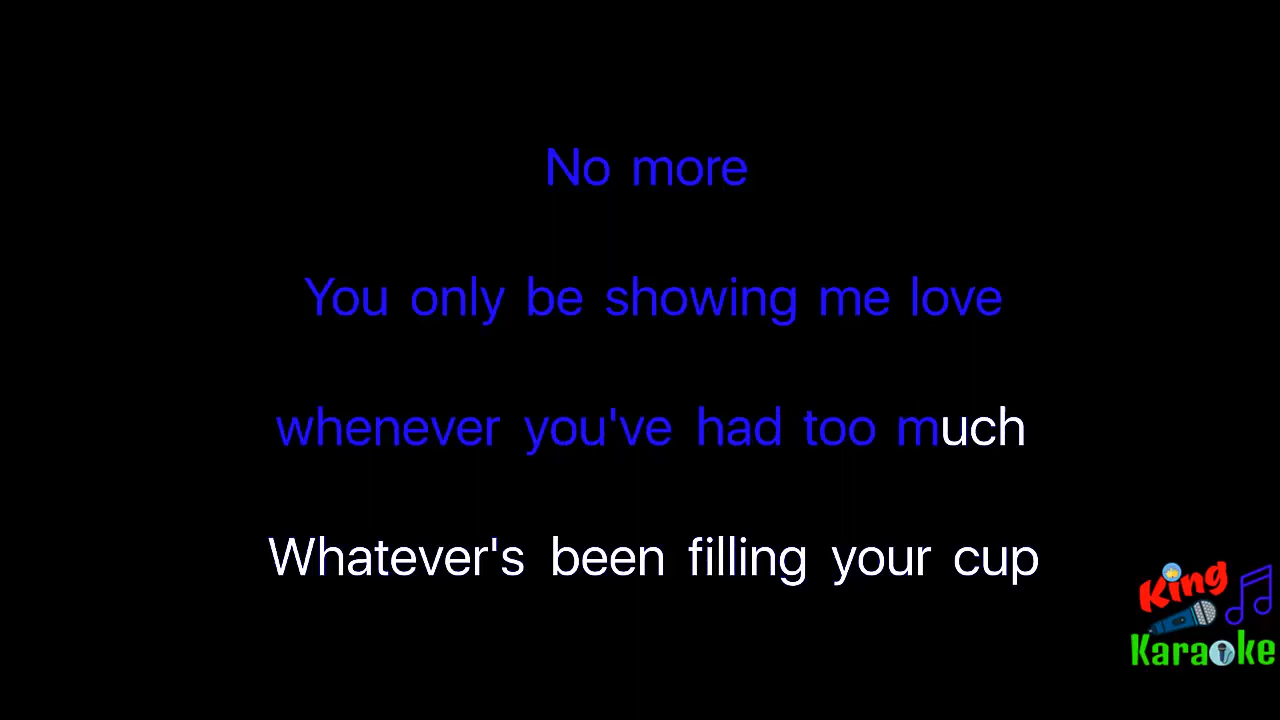 No more
You only be showing me love
whenever you've had too much
Whatever's been filling your cup
King
Karaoke